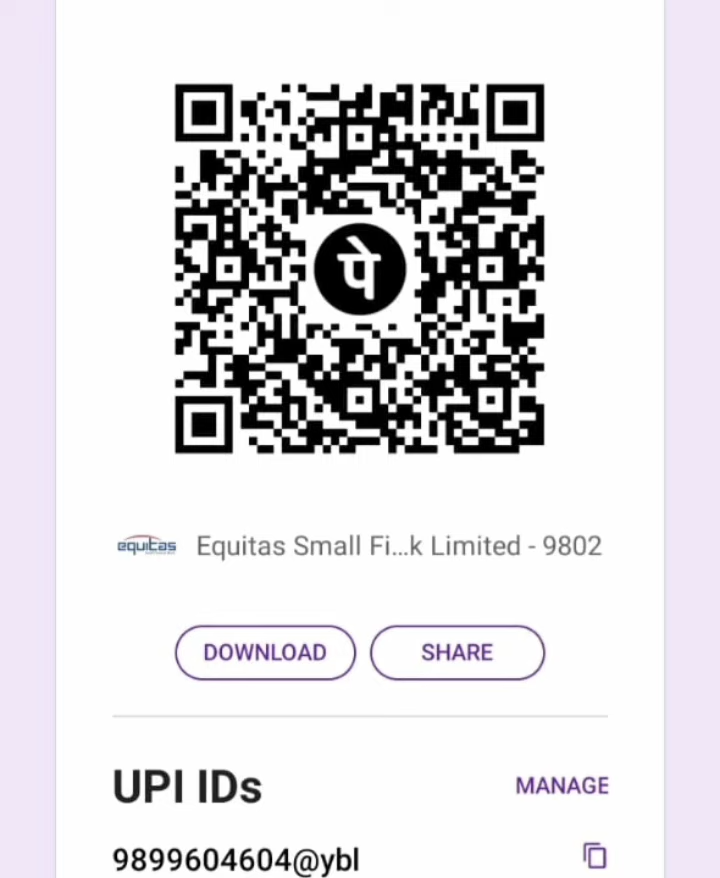 पे
equitas
Equitas Small Fi...k Limited - 9802
DOWNLOAD
SHARE
UPI IDs
MANAGE
9899604604@ybl